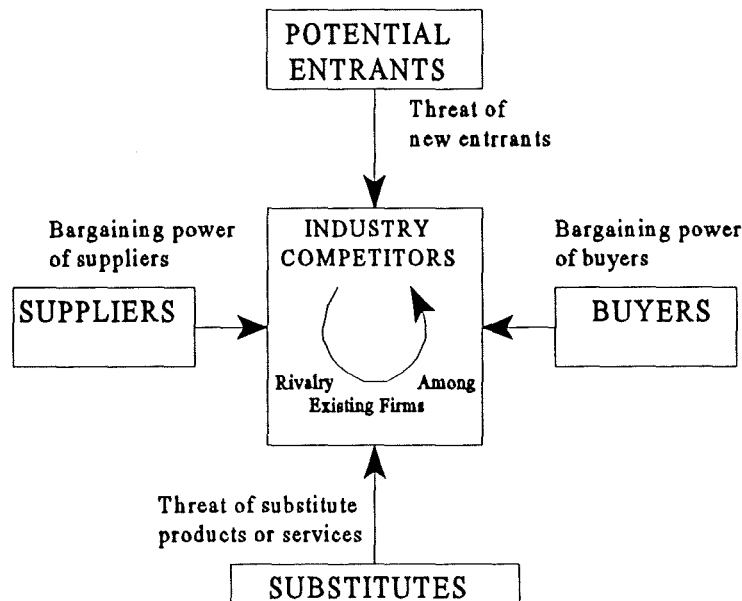 POTENTIAL
ENTRANTS
Threat of
new entrrants
Bargaining power
of suppliers
INDUSTRY
COMPETITORS
Bargaining power
of buyers
SUPPLIERS
BUYERS
Rivalry Among
Existing Firms
Threat of substitute
products or services
SUBSTITUTES